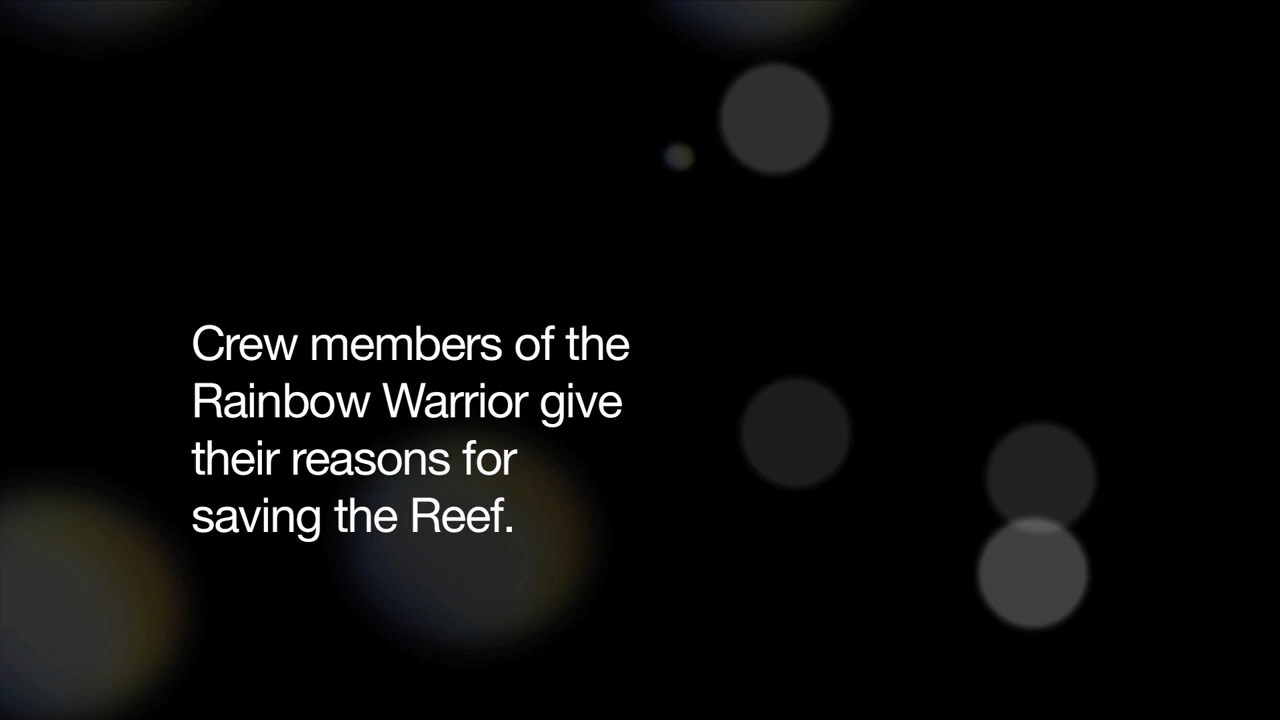 Crew members of the
Rainbow Warrior give
their reasons for
saving the Reef.